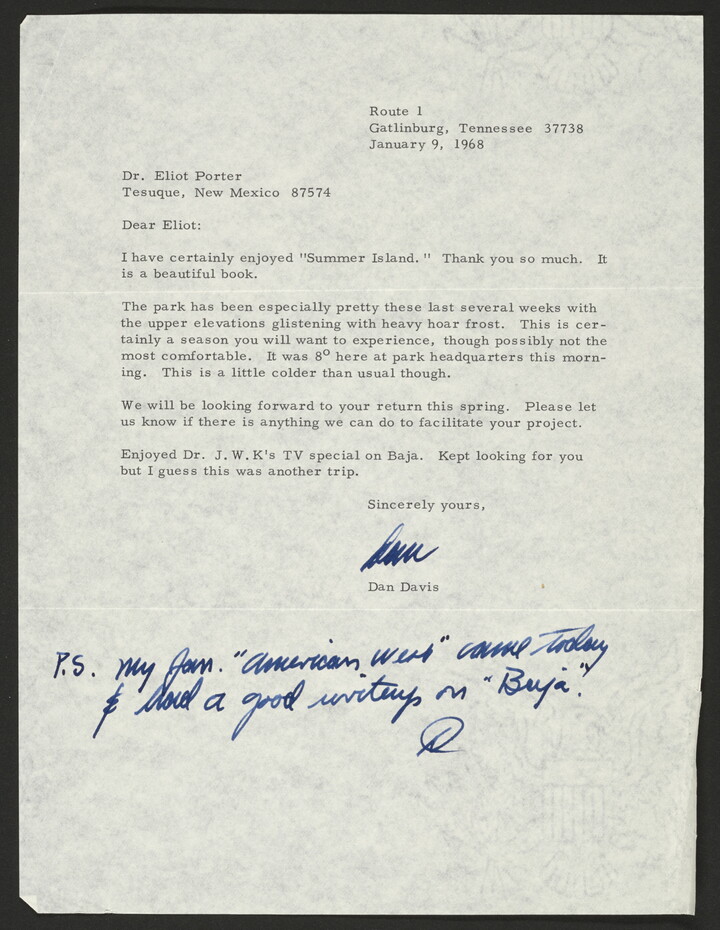 Route 1
Gatlinburg, Tennessee 37738
January 9, 1968
Dr. Eliot Porter
Tesuque, New Mexico 87574
Dear Eliot:
I have certainly enjoyed "Summer Island." Thank you so much. It
is a beautiful book.
The park has been especially pretty these last several weeks with
the upper elevations glistening with heavy hoar frost. This is cer-
tainly a season you will want to experience, though possibly not the
most comfortable. It was 8° here at park headquarters this morn-
ing. This is a little colder than usual though.
We will be looking forward to your return this spring. Please let
us know if there is anything we can do to facilitate your project.
Enjoyed Dr. J. W. K's TV special on Baja. Kept looking for you
but I guess this was another trip.
Sincerely yours,
Dan
Dan Davis
P.S. My Jan. "American West" came today
& had a good writeup on "Baja".
D